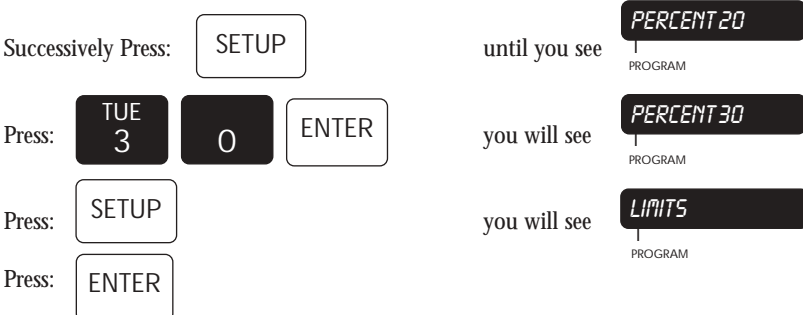 Successively Press: SETUP until you see PERCENT 20
PROGRAM
Press: TUE 3 0 ENTER you will see PERCENT 30
PROGRAM
Press: SETUP you will see LIMITS
PROGRAM
Press: ENTER